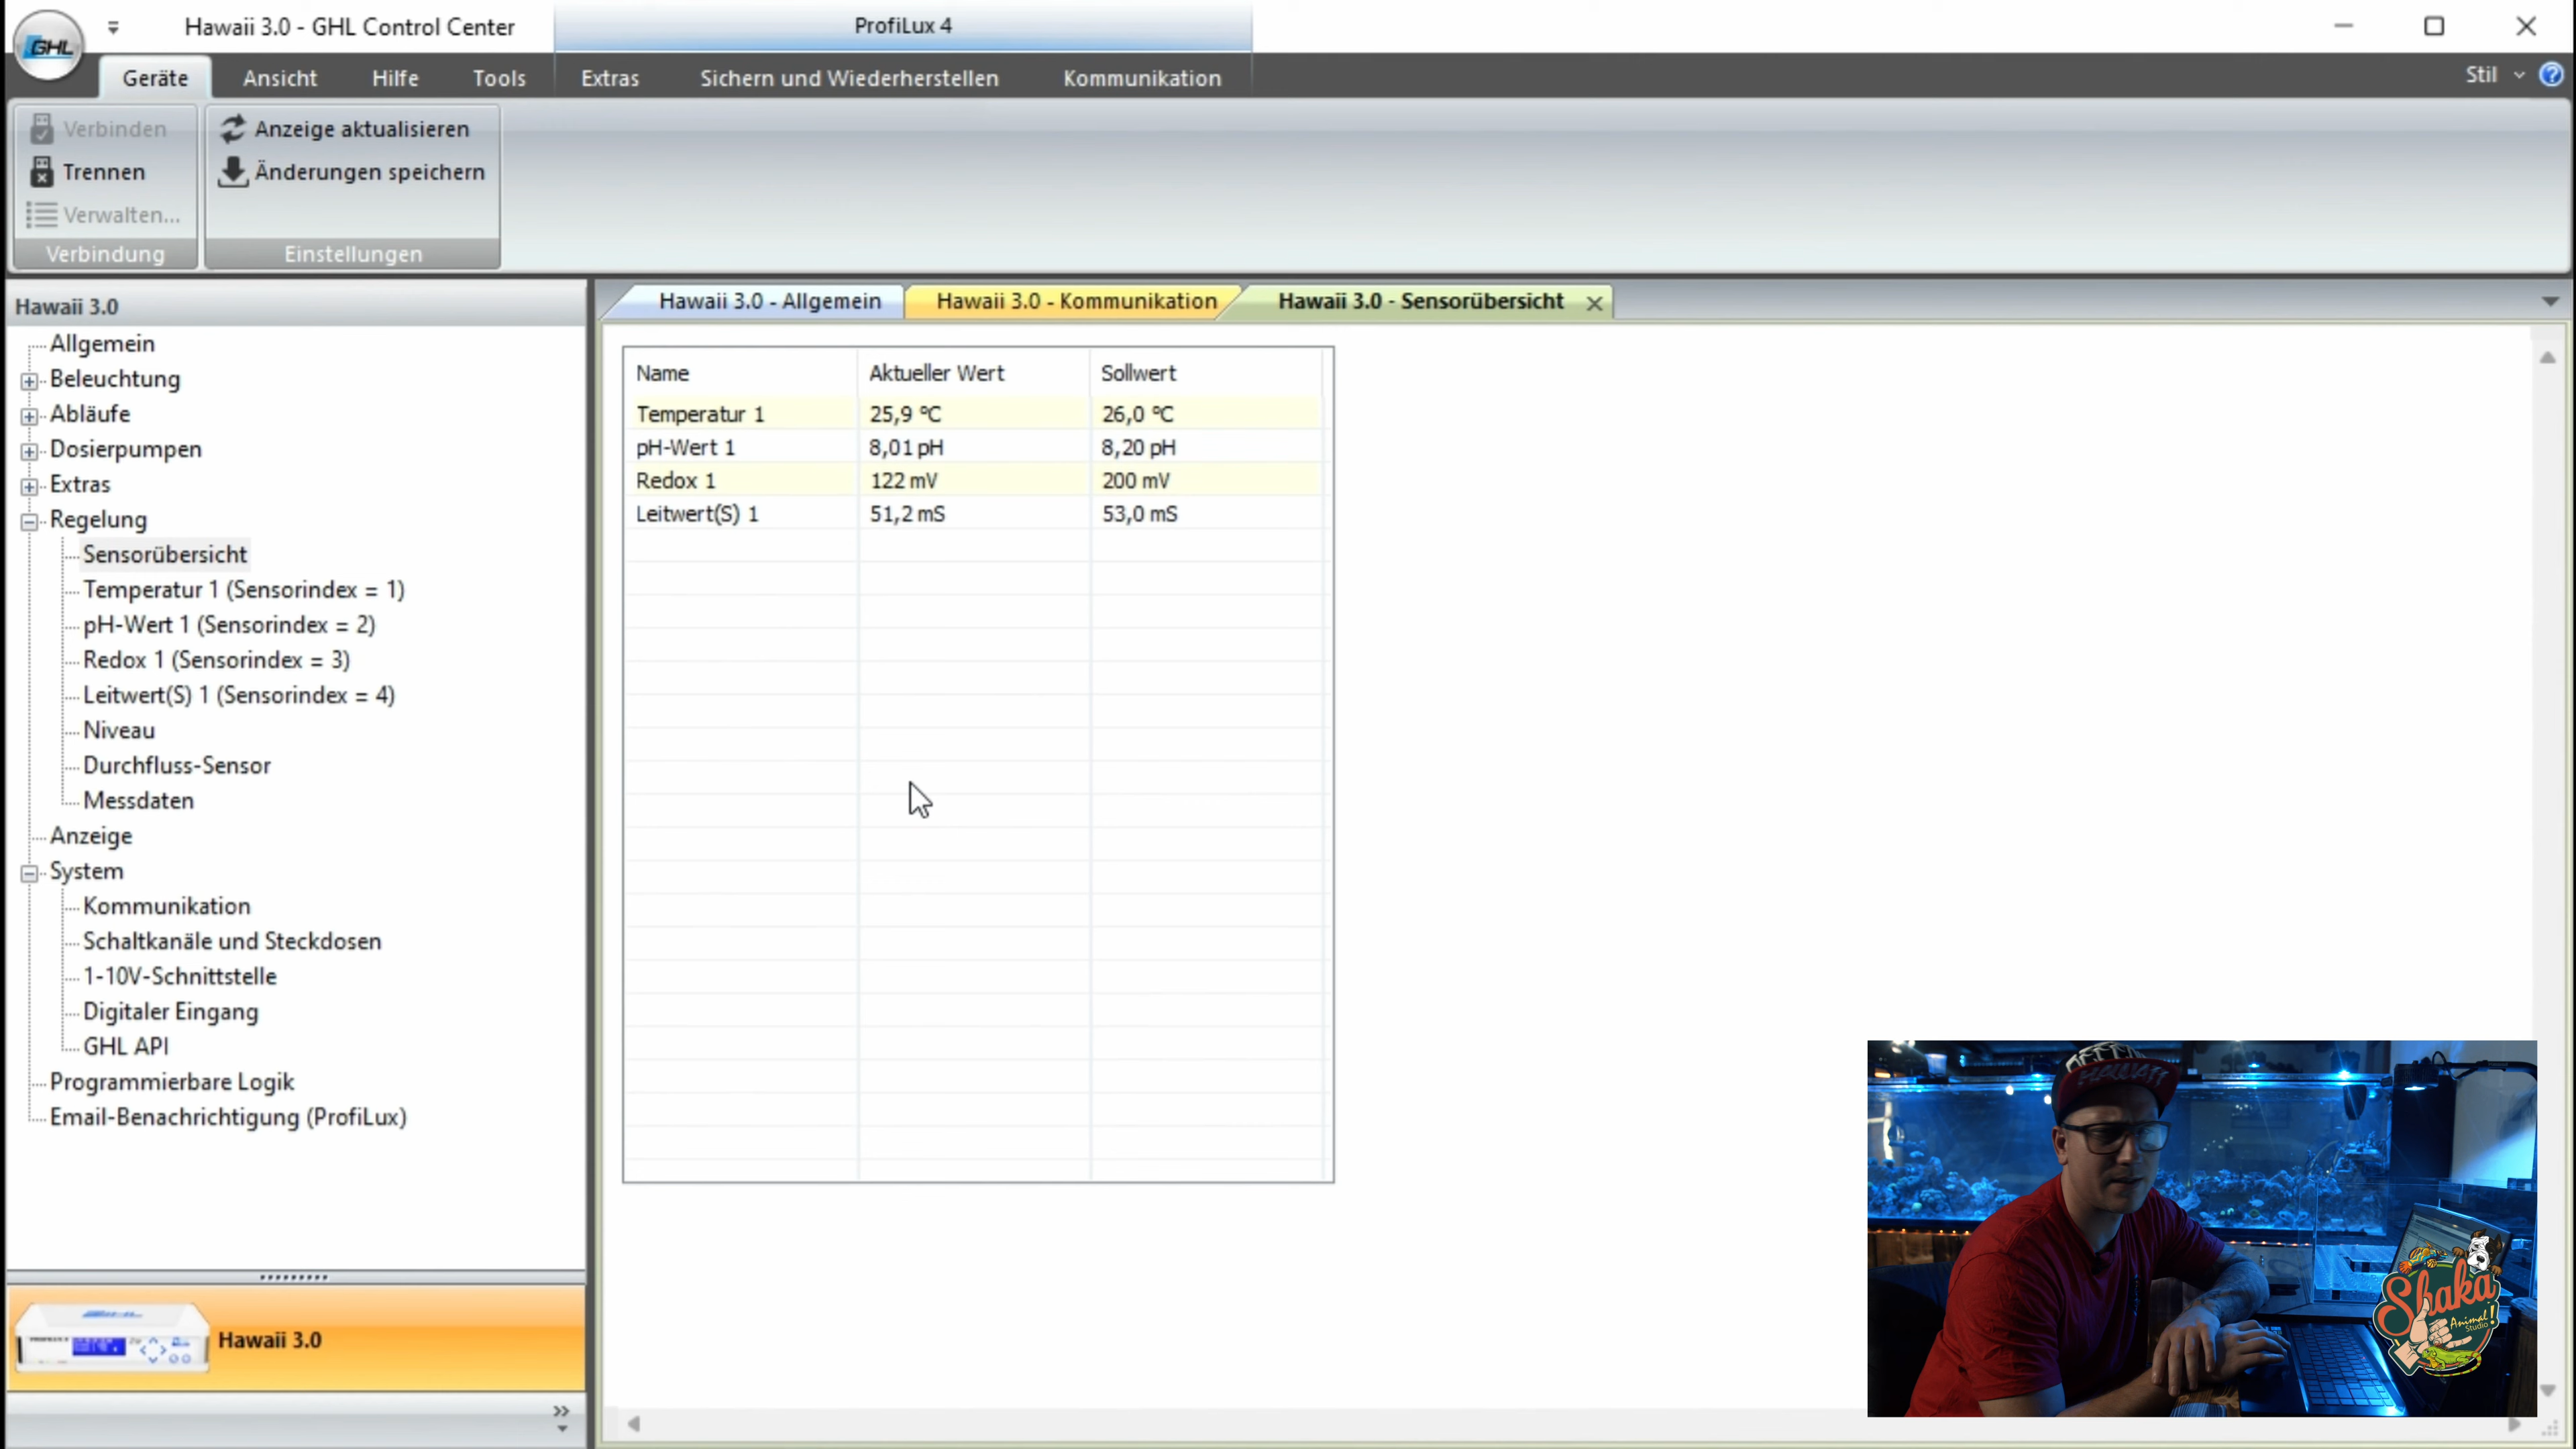 GHL
Hawaii 3.0 - GHL Control Center
ProfiLux 4
Geräte Ansicht Hilfe Tools Extras Sichern und Wiederherstellen Kommunikation
Stil
Verbinden
Trennen
Verwalten...
Verbindung
Anzeige aktualisieren
Änderungen speichern
Einstellungen
Hawaii 3.0
Allgemein
Beleuchtung
Abläufe
Dosierpumpen
Extras
Regelung
Sensorübersicht
Temperatur 1 (Sensorindex = 1)
pH-Wert 1 (Sensorindex = 2)
Redox 1 (Sensorindex = 3)
Leitwert(S) 1 (Sensorindex = 4)
Niveau
Durchfluss-Sensor
Messdaten
Anzeige
System
Kommunikation
Schaltkanäle und Steckdosen
1-10V-Schnittstelle
Digitaler Eingang
GHL API
Programmierbare Logik
Email-Benachrichtigung (ProfiLux)
Hawaii 3.0
Hawaii 3.0 - Allgemein Hawaii 3.0 - Kommunikation Hawaii 3.0 - Sensorübersicht
Name Aktueller Wert Sollwert
Temperatur 1 25,9 °C 26,0 °C
pH-Wert 1 8,01 pH 8,20 pH
Redox 1 122 mV 200 mV
Leitwert(S) 1 51,2 mS 53,0 mS
HAWAII
Shaka
Animal
Studio
!